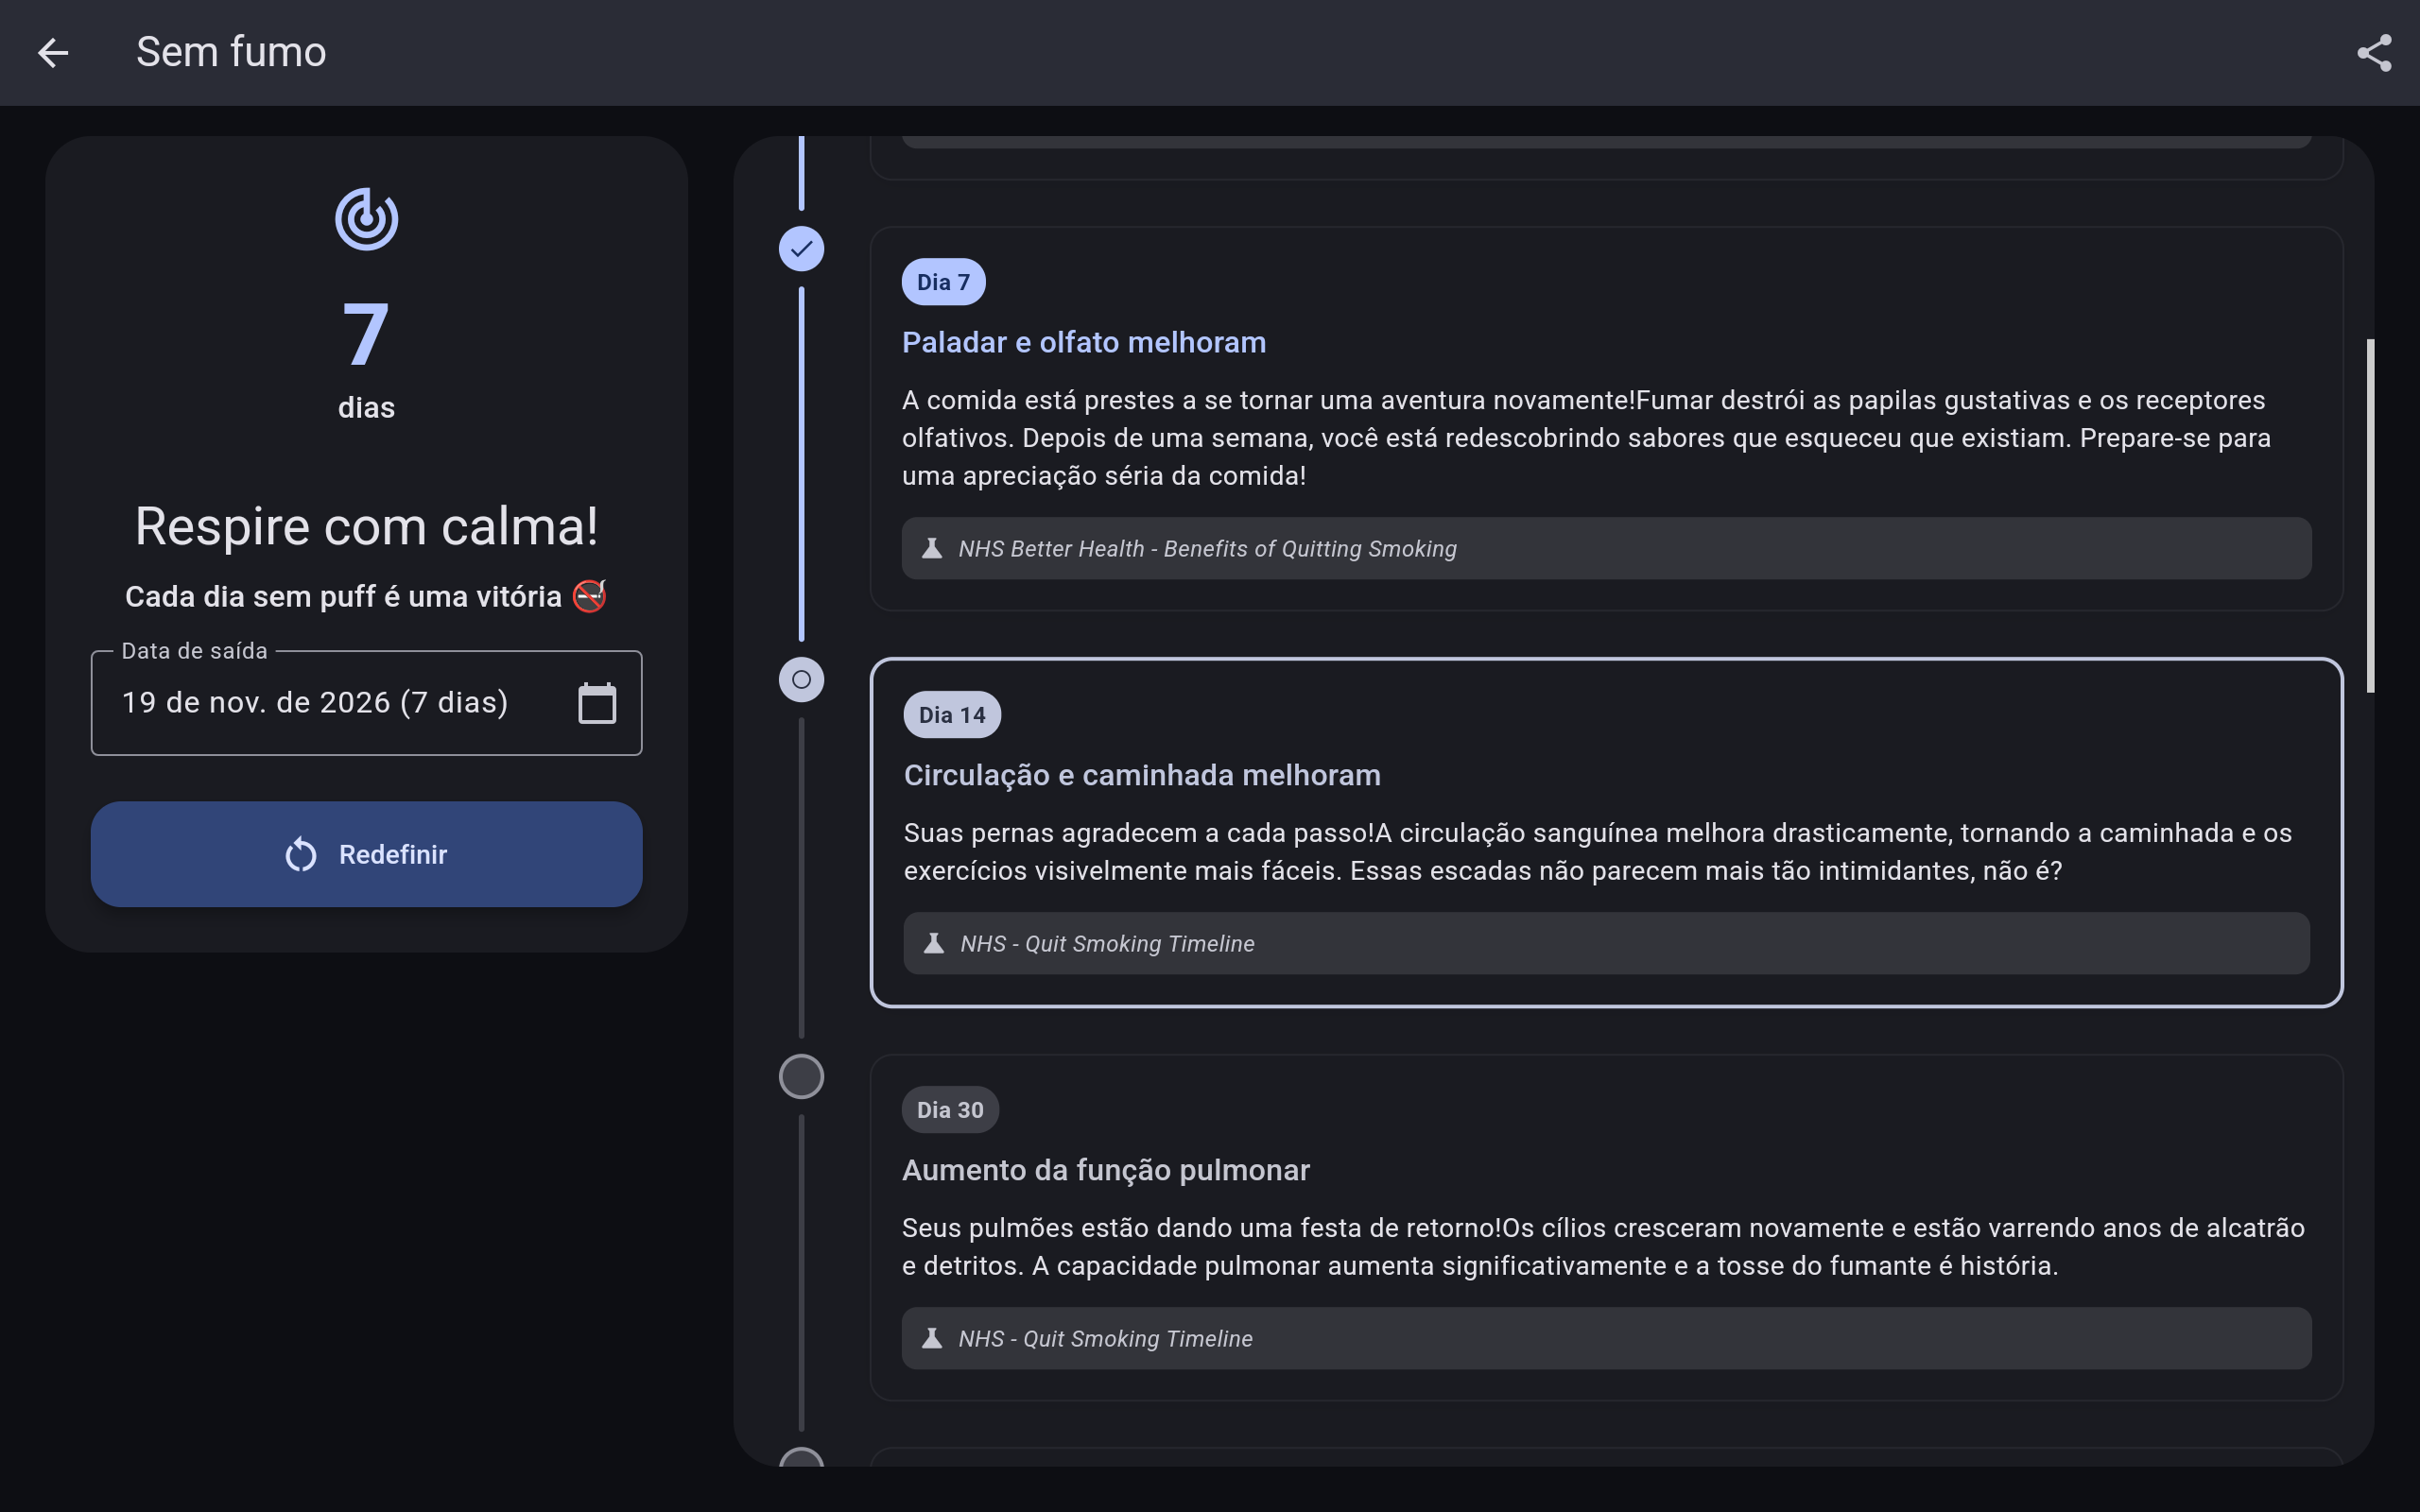 Sem fumo
7
dias
Respire com calma!
Cada dia sem puff é uma vitória 🚭
Data de saída
19 de nov. de 2026 (7 dias)
Redefinir
Dia 7
Paladar e olfato melhoram
A comida está prestes a se tornar uma aventura novamente!Fumar destrói as papilas gustativas e os receptores
olfativos. Depois de uma semana, você está redescobrindo sabores que esqueceu que existiam. Prepare-se para
uma apreciação séria da comida!
NHS Better Health - Benefits of Quitting Smoking
Dia 14
Circulação e caminhada melhoram
Suas pernas agradecem a cada passo!A circulação sanguínea melhora drasticamente, tornando a caminhada e os
exercícios visivelmente mais fáceis. Essas escadas não parecem mais tão intimidantes, não é?
NHS - Quit Smoking Timeline
Dia 30
Aumento da função pulmonar
Seus pulmões estão dando uma festa de retorno!Os cílios cresceram novamente e estão varrendo anos de alcatrão
e detritos. A capacidade pulmonar aumenta significativamente e a tosse do fumante é história.
NHS - Quit Smoking Timeline